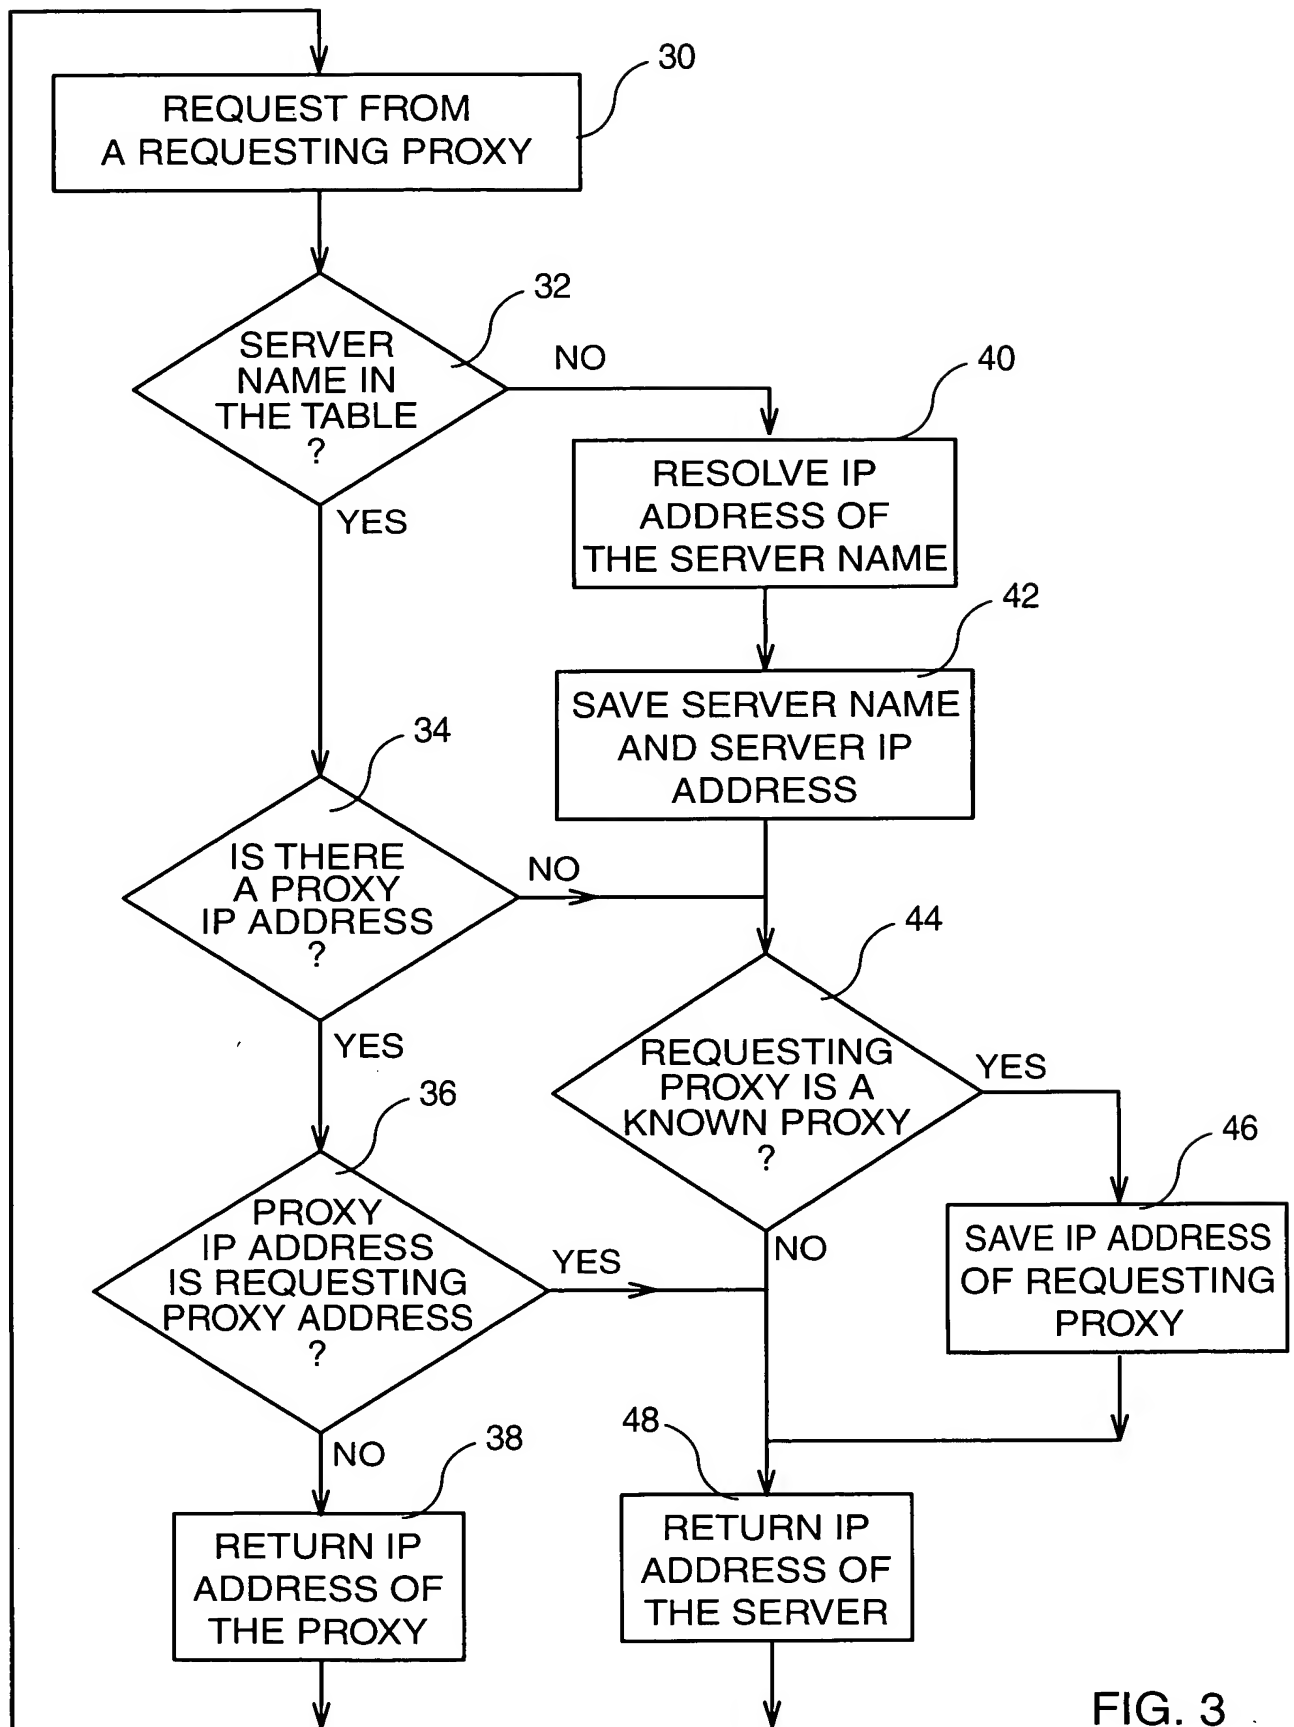 30
REQUEST FROM
A REQUESTING PROXY
32
SERVER
NAME IN
THE TABLE
?
NO
YES
40
RESOLVE IP
ADDRESS OF
THE SERVER NAME
42
SAVE SERVER NAME
AND SERVER IP
ADDRESS
34
IS THERE
A PROXY
IP ADDRESS
?
NO
YES
44
REQUESTING
PROXY IS A
KNOWN PROXY
?
YES
NO
46
SAVE IP ADDRESS
OF REQUESTING
PROXY
36
PROXY
IP ADDRESS
IS REQUESTING
PROXY ADDRESS
?
YES
NO
38
RETURN IP
ADDRESS OF
THE PROXY
48
RETURN IP
ADDRESS OF
THE SERVER
FIG. 3